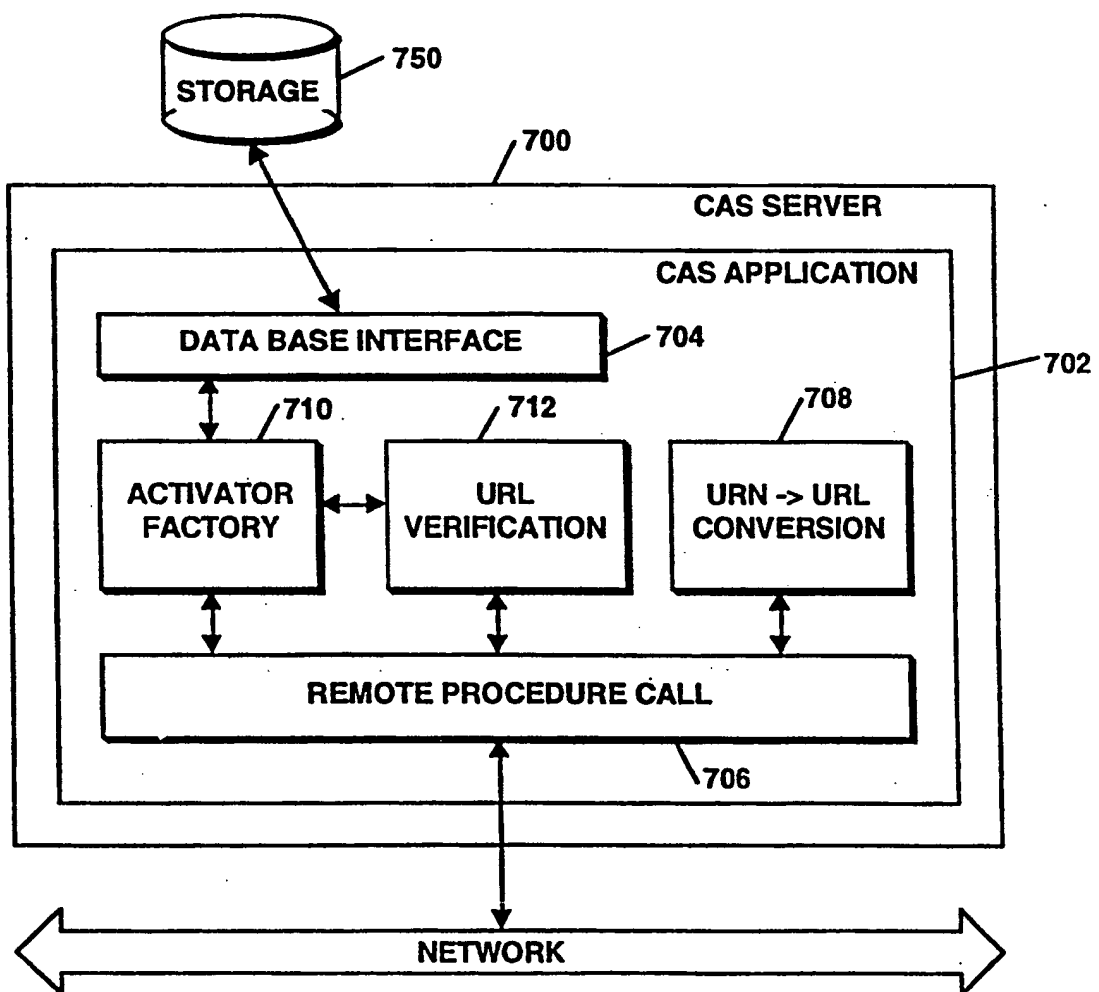 STORAGE
750
700
CAS SERVER
CAS APPLICATION
DATA BASE INTERFACE
704
702
710
712
708
ACTIVATOR
FACTORY
URL
VERIFICATION
URN -> URL
CONVERSION
REMOTE PROCEDURE CALL
706
NETWORK